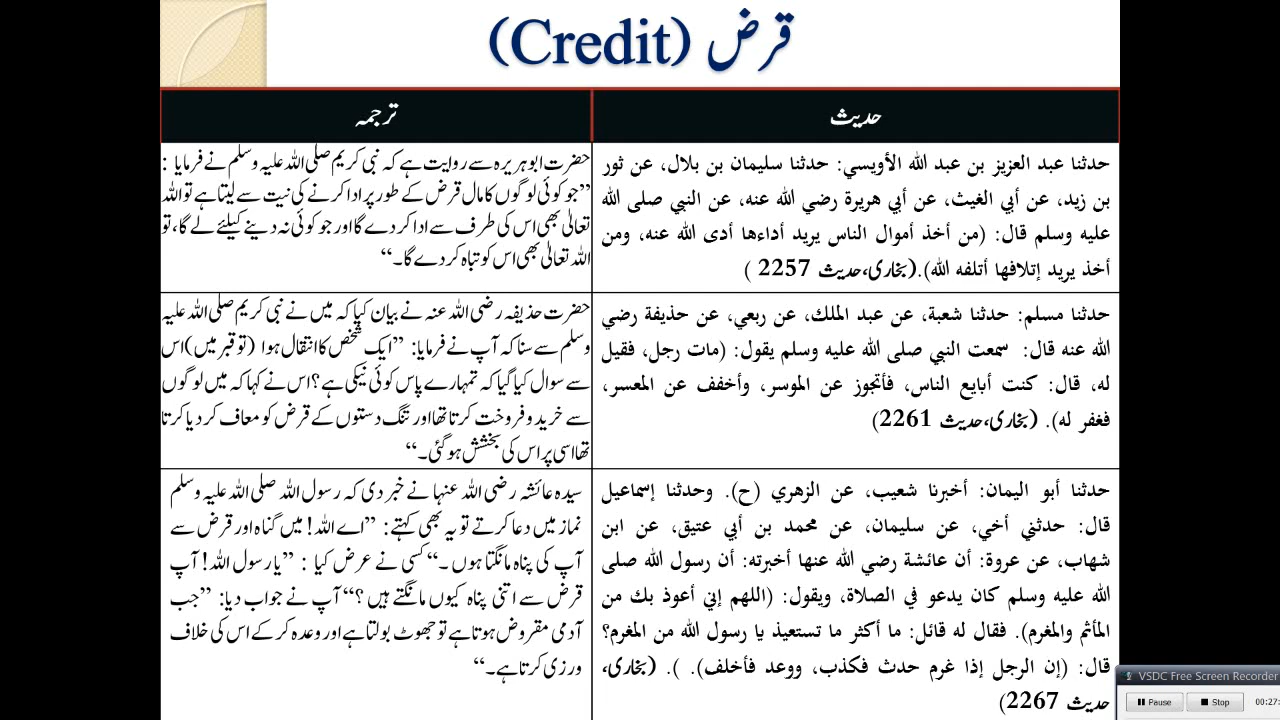 قرض (Credit)
حدیث
ترجمہ
حدثنا عبد العزيز بن عبد الله الأويسي: حدثنا سليمان بن بلال، عن ثور
بن زيد، عن أبي الغيث، عن أبي هريرة رضي الله عنه، عن النبي صلى الله
عليه وسلم قال: (من أخذ أموال الناس يريد أداءها أدى الله عنه، ومن
أخذ يريد إتلافها أتلفه الله).(بخاری،حدیث 2257 )
حضرت ابوہریرہ سے روایت ہے کہ نبی کریم صلی اللہ علیہ وسلم نے فرمایا :
”جو کوئی لوگوں کا مال قرض کے طور پر ادا کرنے کی نیت سے لیتا ہے تو اللہ
تعالیٰ بھی اس کی طرف سے ادا کر دے گا اور جو کوئی نہ دینے کیلئے لے گا، تو
اللہ تعالیٰ بھی اس کو تباہ کر دے گا۔“
حدثنا مسلم: حدثنا شعبة، عن عبد الملك، عن ربعي، عن حذيفة رضي
الله عنه قال: سمعت النبي صلى الله عليه وسلم يقول: (مات رجل، فقيل
له، قال: كنت أبايع الناس، فأتجوز عن الموسر، وأخفف عن المعسر،
فغفر له). (بخاری،حدیث 2261)
حضرت حذیفہ رضی اللہ عنہ نے بیان کیا کہ میں نے نبی کریم صلی اللہ علیہ
وسلم سے سنا کہ آپ نے فرمایا: ”ایک شخص کا انتقال ہوا (تو قبر میں) اس
سے سوال کیا گیا کہ تمہارے پاس کوئی نیکی ہے؟ اس نے کہا کہ میں لوگوں
سے خرید و فروخت کرتا تھا اور تنگ دستوں کے قرض کو معاف کر دیا کرتا
تھا اسی پر اس کی بخشش ہو گئی۔“
حدثنا أبو اليمان: أخبرنا شعيب، عن الزهري (ح). وحدثنا إسماعيل
قال: حدثني أخي، عن سليمان، عن محمد بن أبي عتيق، عن ابن
شهاب، عن عروة: أن عائشة رضي الله عنها أخبرته: أن رسول الله صلى
الله عليه وسلم كان يدعو في الصلاة، ويقول: (اللهم إني أعوذ بك من
المأثم والمغرم). فقال له قائل: ما أكثر ما تستعيذ يا رسول الله من المغرم؟
قال: (إن الرجل إذا غرم حدث فكذب، ووعد فأخلف). ). (بخاری،
حدیث 2267)
سیدہ عائشہ رضی اللہ عنہا نے خبر دی کہ رسول اللہ صلی اللہ علیہ وسلم
نماز میں دعا کرتے تو یہ بھی کہتے: ”اے اللہ! میں گناہ اور قرض سے
آپ کی پناہ مانگتا ہوں۔“ کسی نے عرض کیا : ”یا رسول اللہ! آپ
قرض سے اتنی پناہ کیوں مانگتے ہیں ؟“ آپ نے جواب دیا: ”جب
آدمی مقروض ہوتا ہے تو جھوٹ بولتا ہے اور وعدہ کر کے اس کی خلاف
ورزی کرتا ہے۔“
VSDC Free Screen Recorder
Pause Stop 00:27: